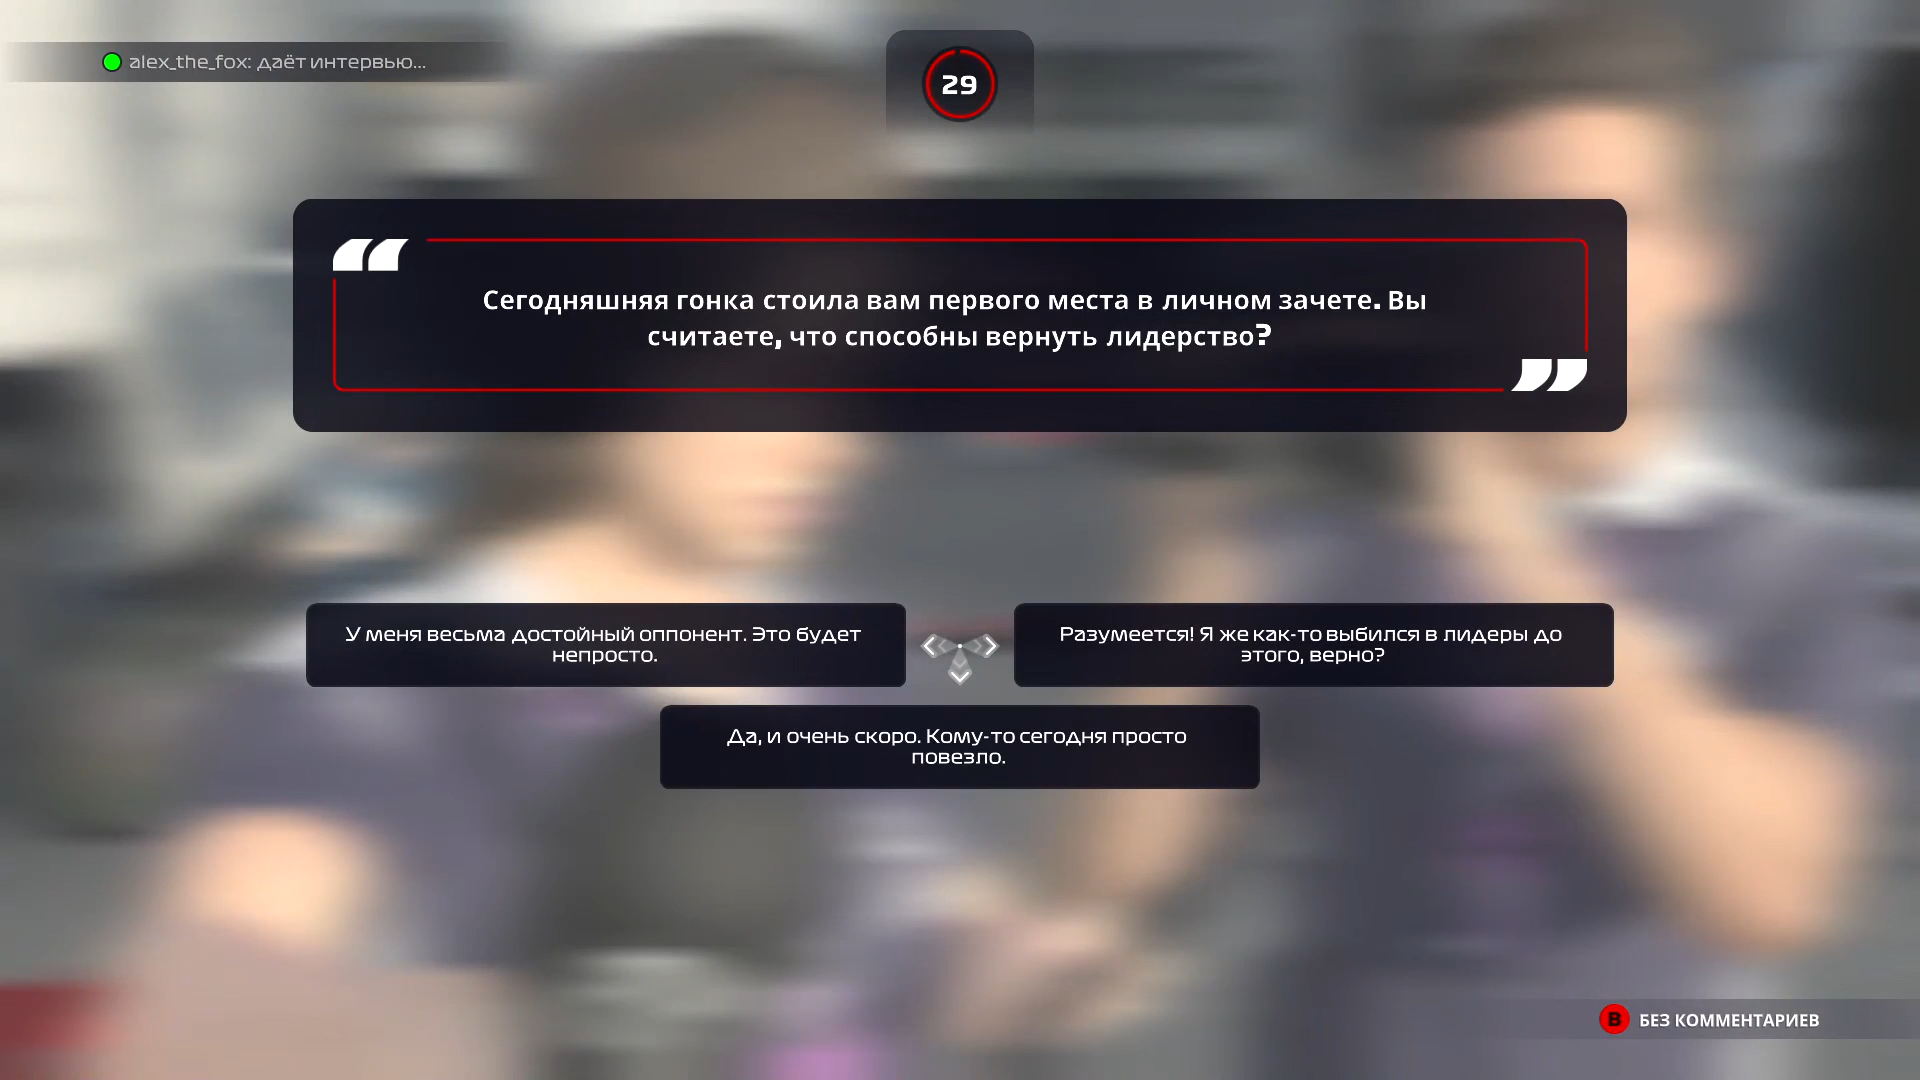 alex_the_fox: даёт интервью...
29
Сегодняшняя гонка стоила вам первого места в личном зачете. Вы
считаете, что способны вернуть лидерство?
У меня весьма достойный оппонент. Это будет
непросто.
Разумеется! Я же как-то выбился в лидеры до
этого, верно?
Да, и очень скоро. Кому-то сегодня просто
повезло.
B БЕЗ КОММЕНТАРИЕВ